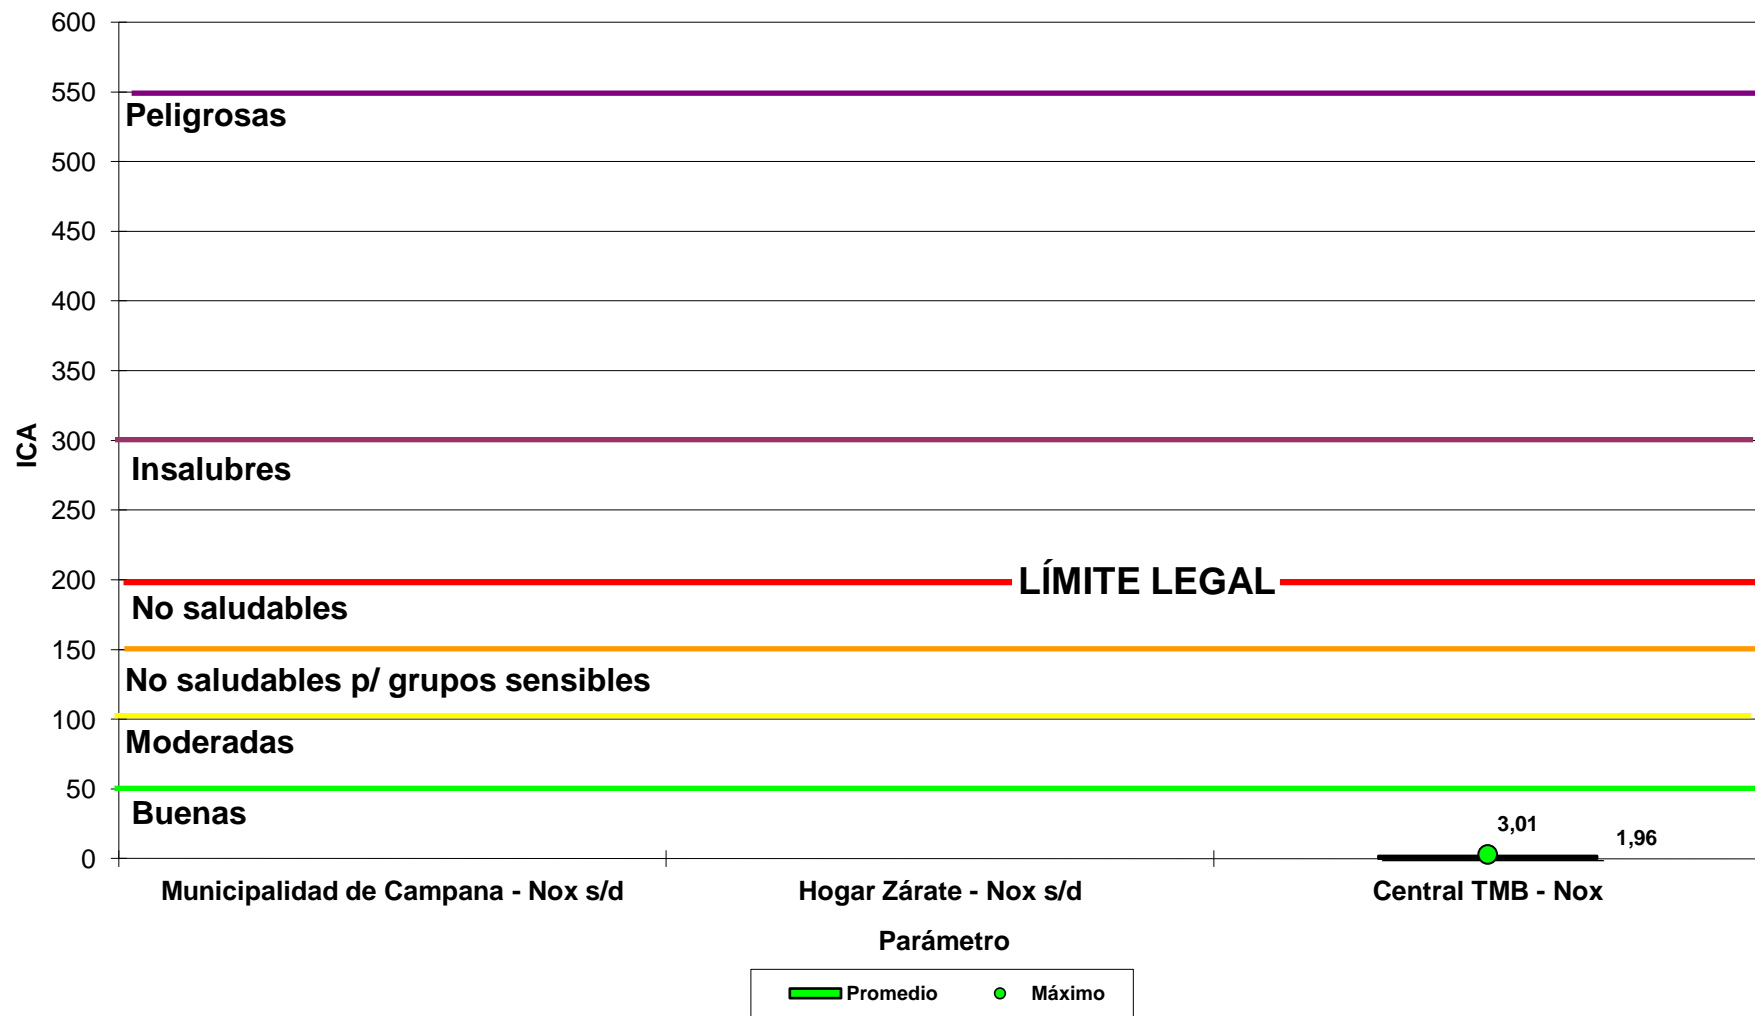 600
550
Peligrosas
500
450
400
350
ICA
300
Insalubres
250
200
LÍMITE LEGAL
No saludables
150
No saludables p/ grupos sensibles
100
Moderadas
50
Buenas
3,01
1,96
0
Municipalidad de Campana - Nox s/d
Hogar Zárate - Nox s/d
Central TMB - Nox
Parámetro
Promedio
Máximo